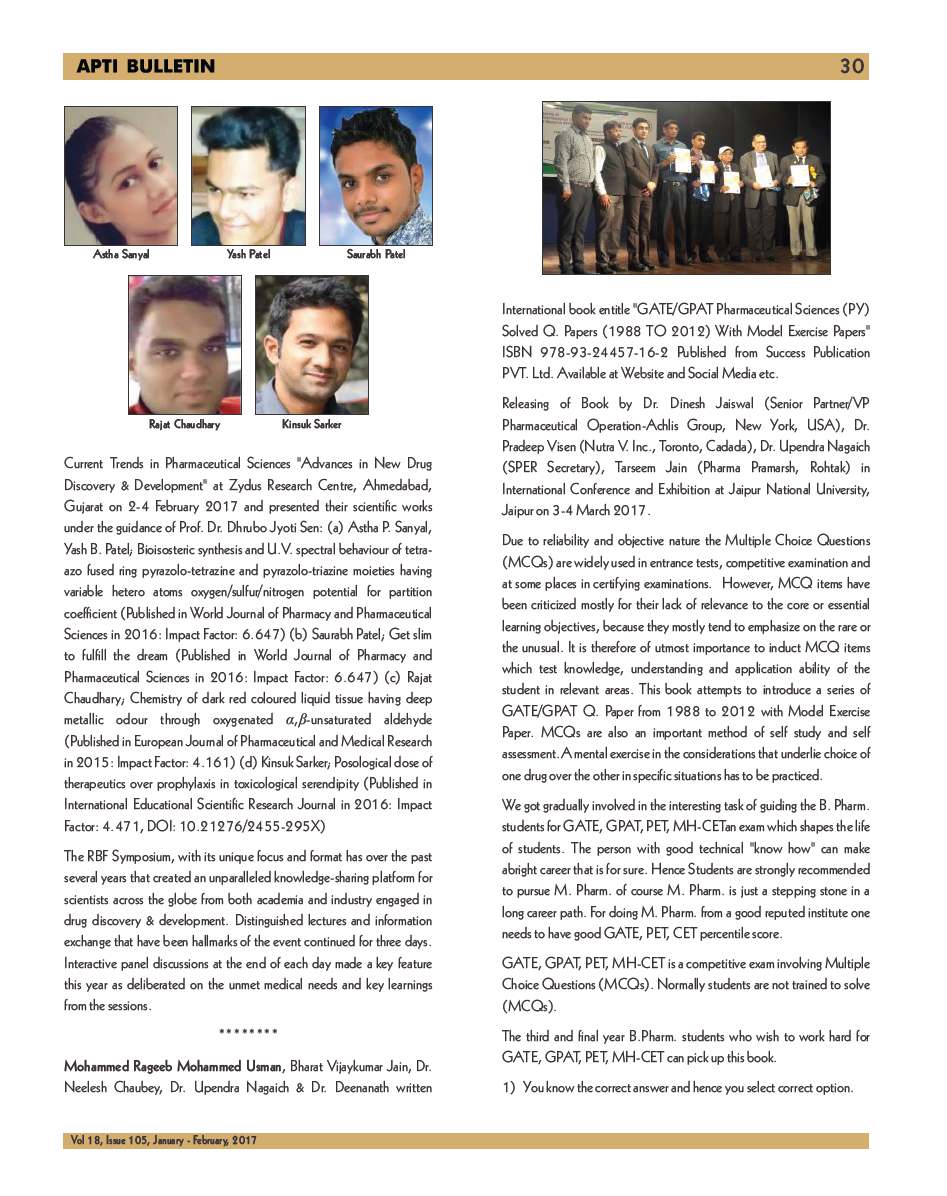 APTI BULLETIN
30
Astha Sanyal
Yash Patel
Saurabh Patel
Rajat Chaudhary
Kinsuk Sarker
Current Trends in Pharmaceutical Sciences "Advances in New Drug
Discovery & Development" at Zydus Research Centre, Ahmedabad,
Gujarat on 2-4 February 2017 and presented their scientific works
under the guidance of Prof. Dr. Dhrubo Jyoti Sen: (a) Astha P. Sanyal,
Yash B. Patel; Bioisosteric synthesis and U.V. spectral behaviour of tetra-
azo fused ring pyrazolo-tetrazine and pyrazolo-triazine moieties having
variable hetero atoms oxygen/sulfur/nitrogen potential for partition
coefficient (Published in World Journal of Pharmacy and Pharmaceutical
Sciences in 2016: Impact Factor: 6.647) (b) Saurabh Patel; Get slim
to fulfill the dream (Published in World Journal of Pharmacy and
Pharmaceutical Sciences in 2016: Impact Factor: 6.647) (c) Rajat
Chaudhary; Chemistry of dark red coloured liquid tissue having deep
metallic odour through oxygenated α,β-unsaturated aldehyde
(Published in European Journal of Pharmaceutical and Medical Research
in 2015: Impact Factor: 4.161) (d) Kinsuk Sarker; Posological dose of
therapeutics over prophylaxis in toxicological serendipity (Published in
International Educational Scientific Research Journal in 2016: Impact
Factor: 4.471, DOI: 10.21276/2455-295X)
The RBF Symposium, with its unique focus and format has over the past
several years that created an unparalleled knowledge-sharing platform for
scientists across the globe from both academia and industry engaged in
drug discovery & development. Distinguished lectures and information
exchange that have been hallmarks of the event continued for three days.
Interactive panel discussions at the end of each day made a key feature
this year as deliberated on the unmet medical needs and key learnings
from the sessions.
********
Mohammed Rageeb Mohammed Usman, Bharat Vijaykumar Jain, Dr.
Neelesh Chaubey, Dr. Upendra Nagaich & Dr. Deenanath written
International book entitle "GATE/GPAT Pharmaceutical Sciences (PY)
Solved Q. Papers (1988 TO 2012) With Model Exercise Papers"
ISBN 978-93-24457-16-2 Published from Success Publication
PVT. Ltd. Available at Website and Social Media etc.
Releasing of Book by Dr. Dinesh Jaiswal (Senior Partner/VP
Pharmaceutical Operation-Achlis Group, New York, USA), Dr.
Pradeep Visen (Nutra V. Inc., Toronto, Cadada), Dr. Upendra Nagaich
(SPER Secretary), Tarseem Jain (Pharma Pramarsh, Rohtak) in
International Conference and Exhibition at Jaipur National University,
Jaipur on 3-4 March 2017.
Due to reliability and objective nature the Multiple Choice Questions
(MCQs) are widely used in entrance tests, competitive examination and
at some places in certifying examinations. However, MCQ items have
been criticized mostly for their lack of relevance to the core or essential
learning objectives, because they mostly tend to emphasize on the rare or
the unusual. It is therefore of utmost importance to induct MCQ items
which test knowledge, understanding and application ability of the
student in relevant areas. This book attempts to introduce a series of
GATE/GPAT Q. Paper from 1988 to 2012 with Model Exercise
Paper. MCQs are also an important method of self study and self
assessment. A mental exercise in the considerations that underlie choice of
one drug over the other in specific situations has to be practiced.
We got gradually involved in the interesting task of guiding the B. Pharm.
students for GATE, GPAT, PET, MH-CETan exam which shapes the life
of students. The person with good technical "know how" can make
abright career that is for sure. Hence Students are strongly recommended
to pursue M. Pharm. of course M. Pharm. is just a stepping stone in a
long career path. For doing M. Pharm. from a good reputed institute one
needs to have good GATE, PET, CET percentile score.
GATE, GPAT, PET, MH-CET is a competitive exam involving Multiple
Choice Questions (MCQs). Normally students are not trained to solve
(MCQs).
The third and final year B.Pharm. students who wish to work hard for
GATE, GPAT, PET, MH-CET can pick up this book.
1) You know the correct answer and hence you select correct option.
Vol 18, Issue 105, January - February, 2017